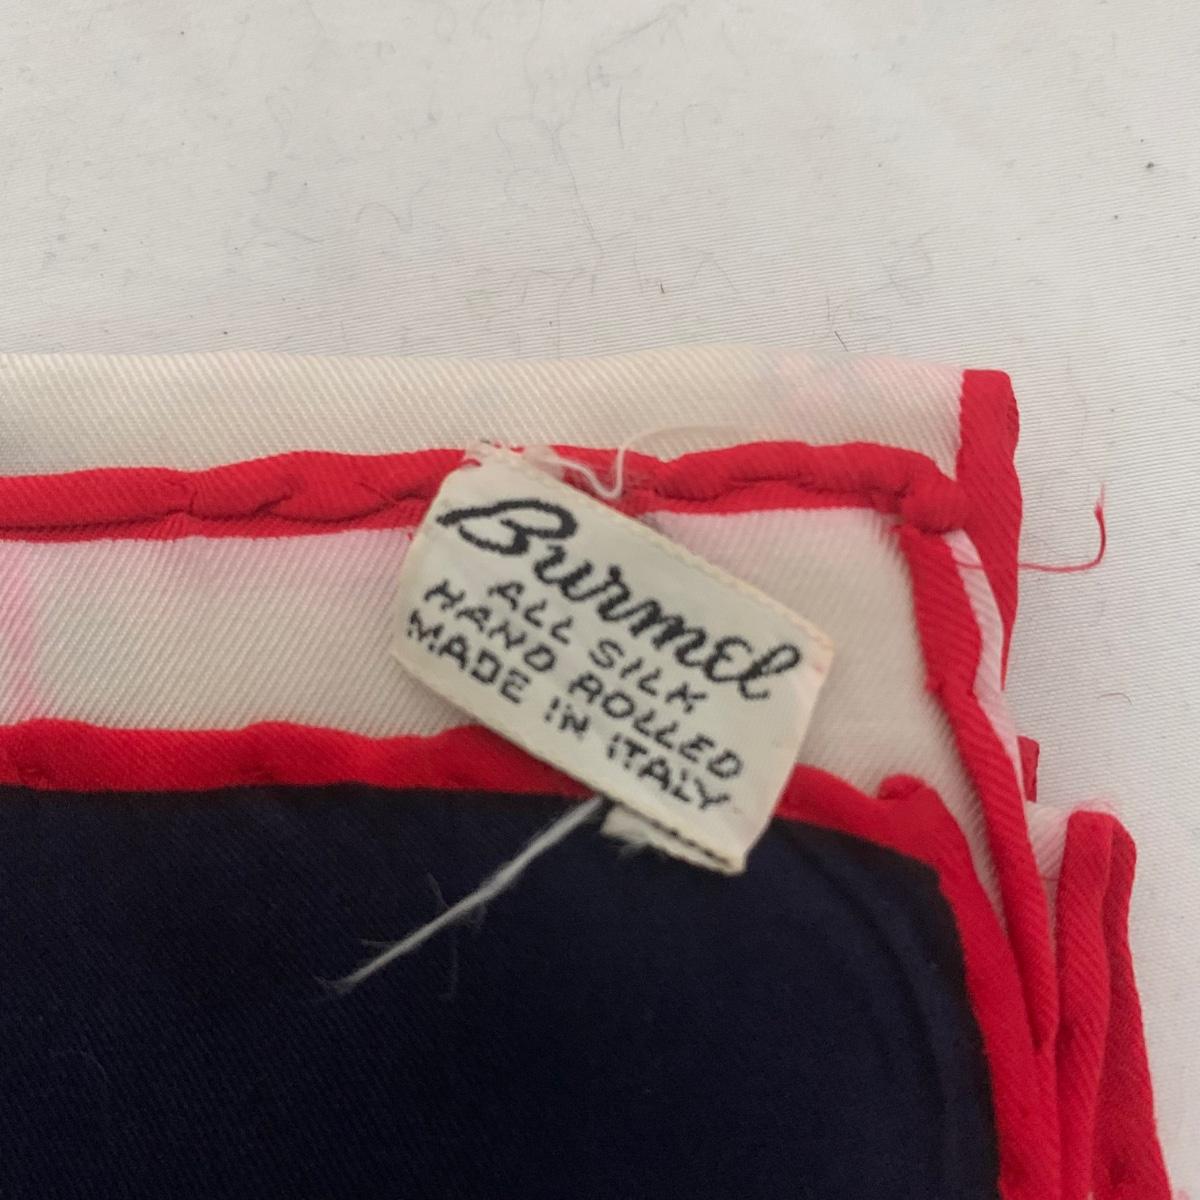 Burmel
ALL SILK
HAND ROLLED
MADE IN ITALY